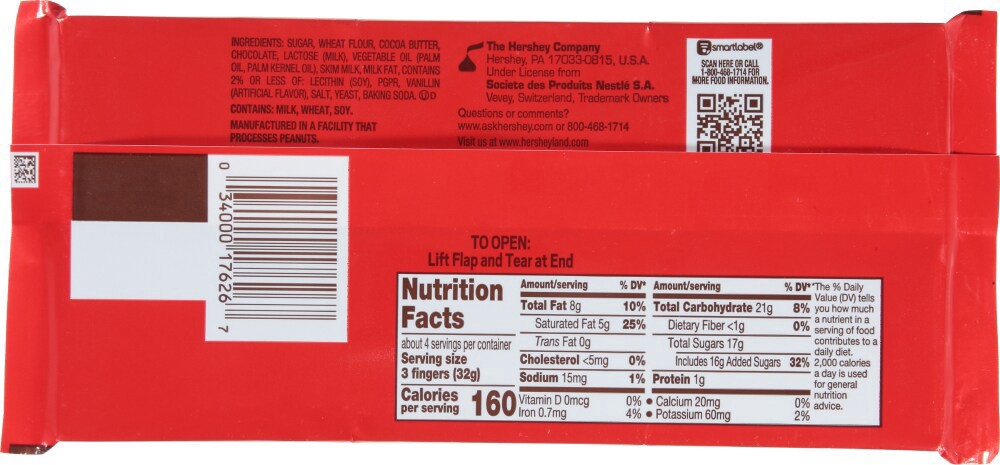 INGREDIENTS: SUGAR, WHEAT FLOUR, COCOA BUTTER,
CHOCOLATE, LACTOSE (MILK), VEGETABLE OIL (PALM
OIL, PALM KERNEL OIL), SKIM MILK, MILK FAT, CONTAINS
2% OR LESS OF: LECITHIN (SOY), PGPR, VANILLIN
(ARTIFICIAL FLAVOR), SALT, YEAST, BAKING SODA. ⓊD
CONTAINS: MILK, WHEAT, SOY.
MANUFACTURED IN A FACILITY THAT
PROCESSES PEANUTS.
The Hershey Company
Hershey, PA 17033-0815, U.S.A.
Under License from
Societe des Produits Nestlé S.A.
Vevey, Switzerland, Trademark Owners
Questions or comments?
www.askhershey.com or 800-468-1714
Visit us at www.hersheyland.com
smartlabel®
SCAN HERE OR CALL
1-800-468-1714 FOR
MORE FOOD INFORMATION.
0 34000 17626 7
TO OPEN:
Lift Flap and Tear at End
Nutrition
Facts
about 4 servings per container
Serving size
3 fingers (32g)
Calories
per serving 160
Amount/serving % DV*
Total Fat 8g 10%
Saturated Fat 5g 25%
Trans Fat 0g
Cholesterol <5mg 0%
Sodium 15mg 1%
Amount/serving % DV*
Total Carbohydrate 21g 8%
Dietary Fiber <1g 0%
Total Sugars 17g
Includes 16g Added Sugars 32%
Protein 1g
Vitamin D 0mcg 0% • Calcium 20mg 0%
Iron 0.7mg 4% • Potassium 60mg 2%
*The % Daily
Value (DV) tells
you how much
a nutrient in a
serving of food
contributes to a
daily diet.
2,000 calories
a day is used
for general
nutrition
advice.